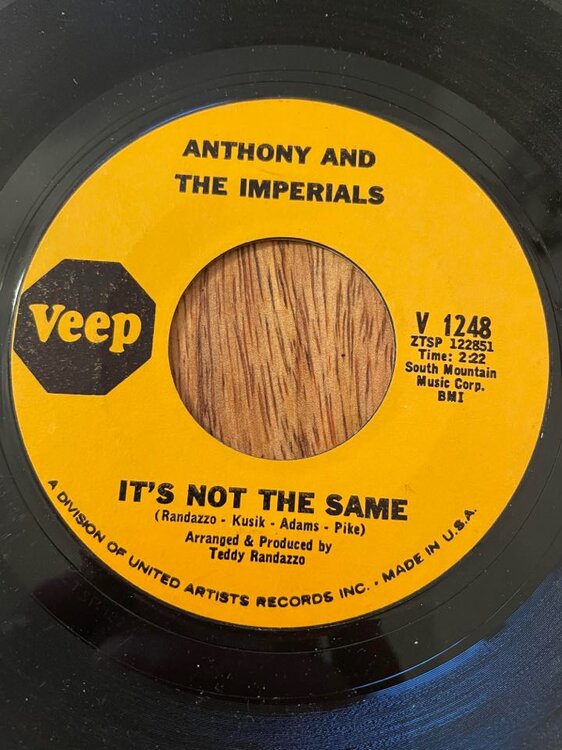 ANTHONY AND
THE IMPERIALS
Veep
V 1248
ZTSP 122851
Time: 2:22
South Mountain
Music Corp.
BMI
IT'S NOT THE SAME
(Randazzo - Kusik - Adams - Pike)
Arranged & Produced by
Teddy Randazzo
A DIVISION OF UNITED ARTISTS RECORDS INC. • MADE IN U.S.A.